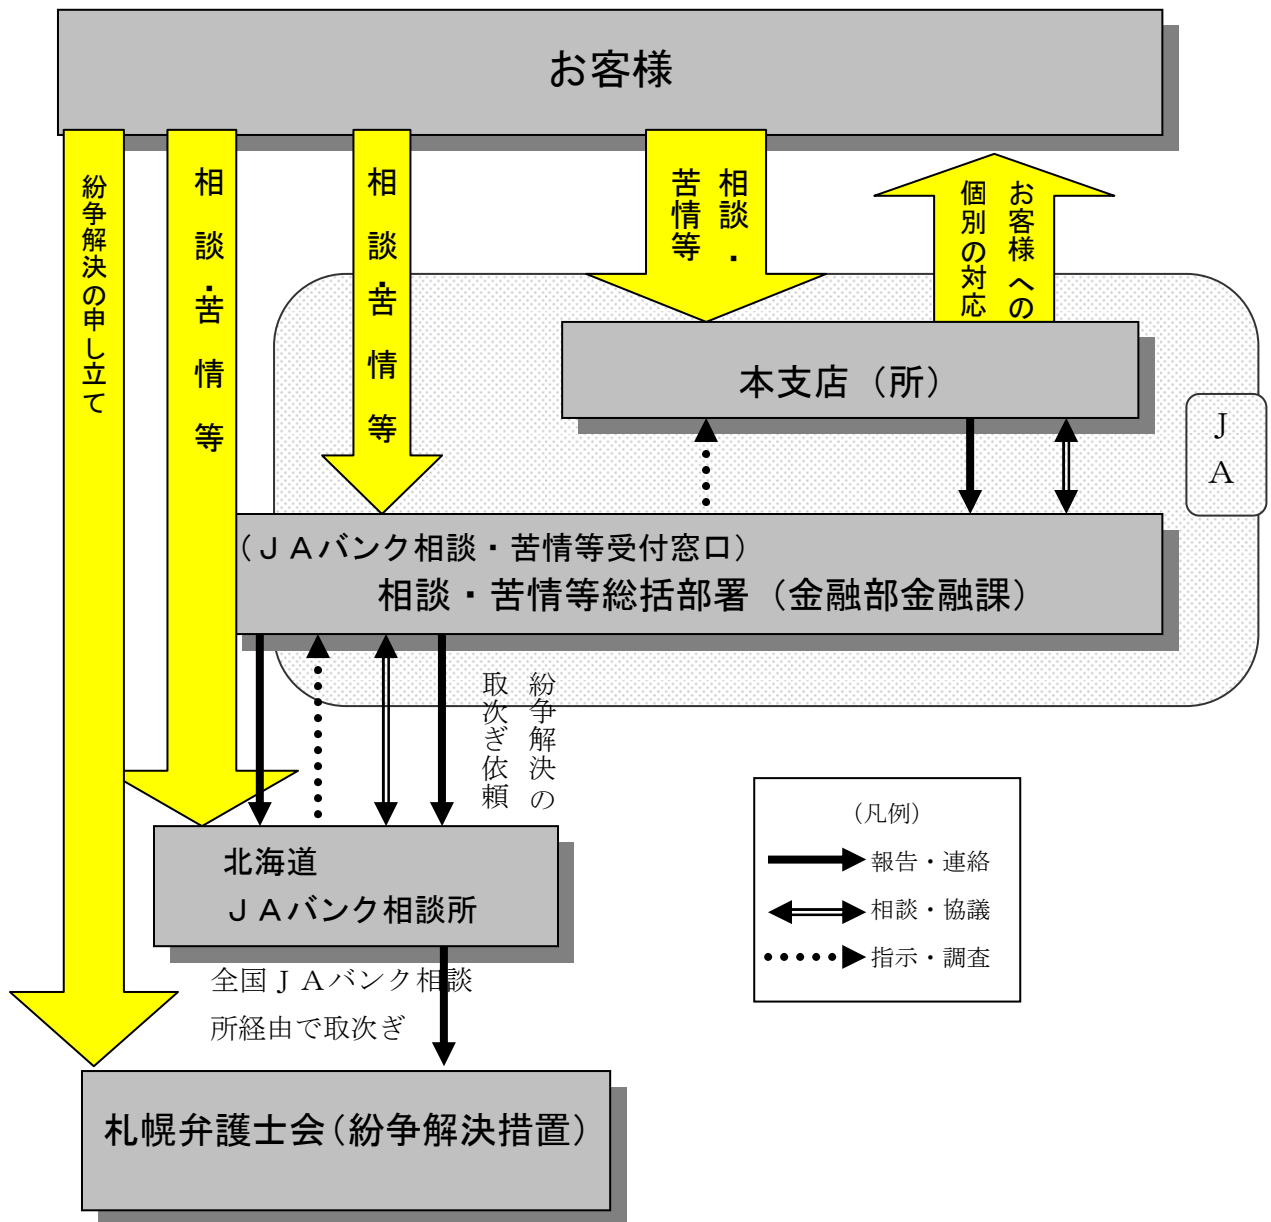 お客様
紛争解決の申し立て
相談・苦情等
相談・苦情等
相談・
苦情等
お客様への
個別の対応
本支店（所）
ＪＡ
（ＪＡバンク相談・苦情等受付窓口）
相談・苦情等総括部署（金融部金融課）
紛争解決の
取次ぎ依頼
北海道
ＪＡバンク相談所
（凡例）
報告・連絡
相談・協議
指示・調査
全国ＪＡバンク相談
所経由で取次ぎ
札幌弁護士会（紛争解決措置）